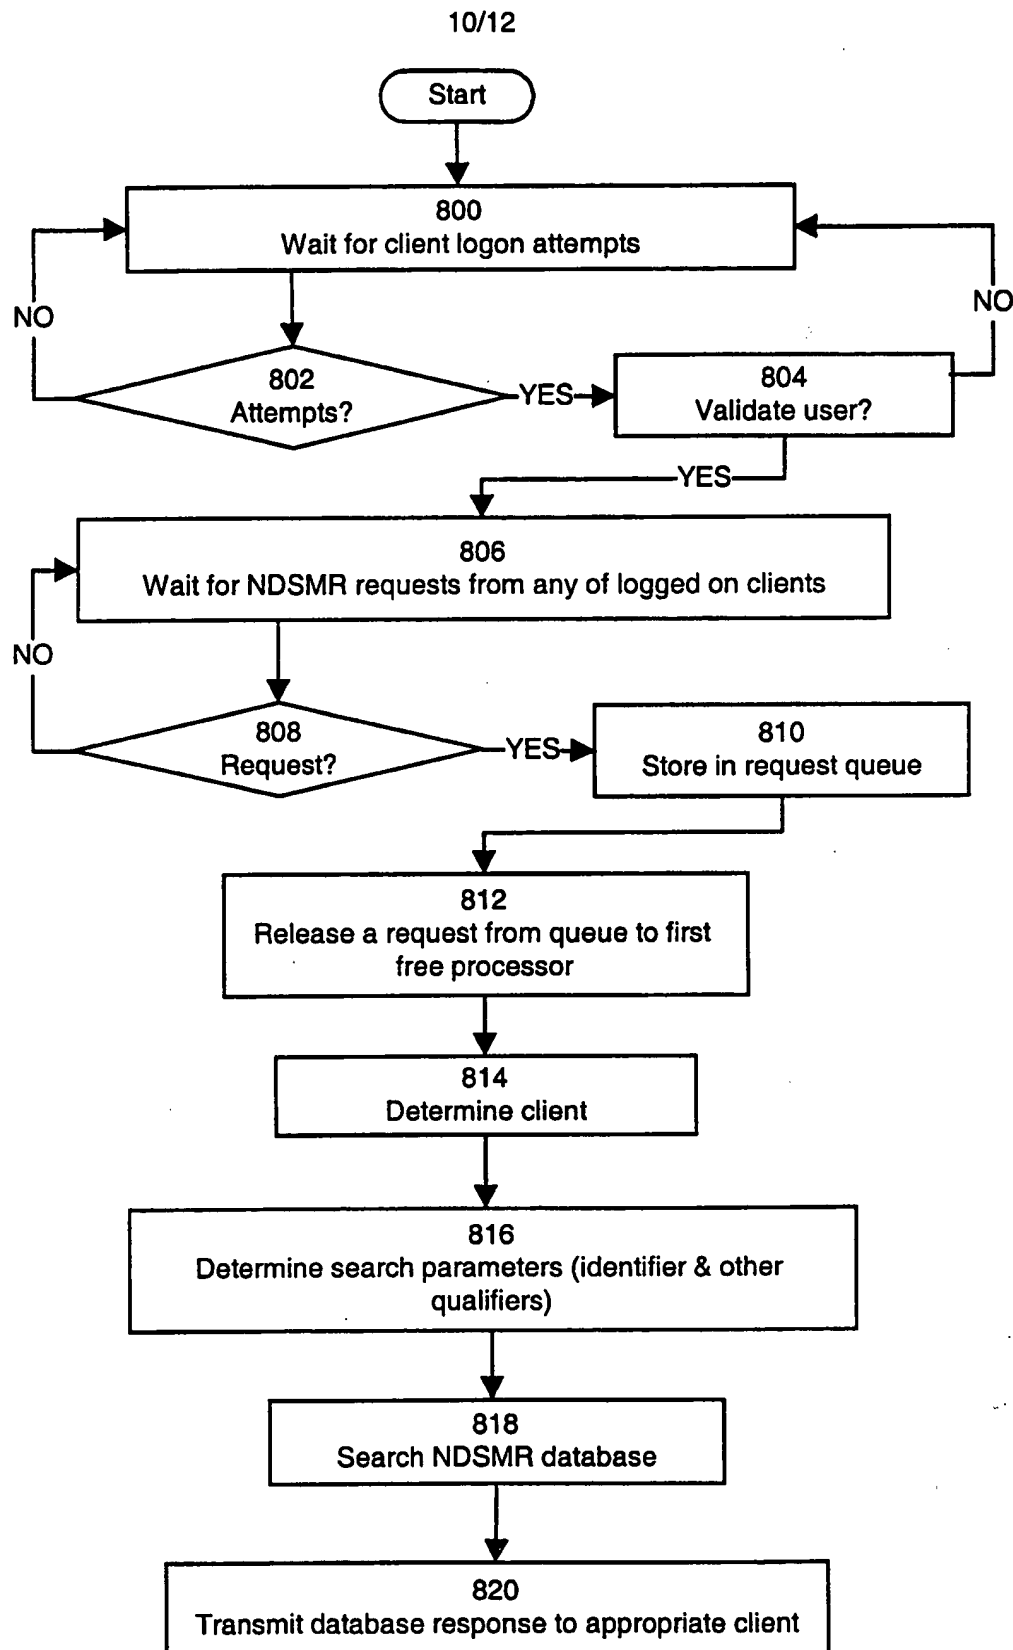 10/12
Start
800
Wait for client logon attempts
NO
NO
802
Attempts?
YES
804
Validate user?
YES
806
Wait for NDSMR requests from any of logged on clients
NO
808
Request?
YES
810
Store in request queue
812
Release a request from queue to first
free processor
814
Determine client
816
Determine search parameters (identifier & other
qualifiers)
818
Search NDSMR database
820
Transmit database response to appropriate client